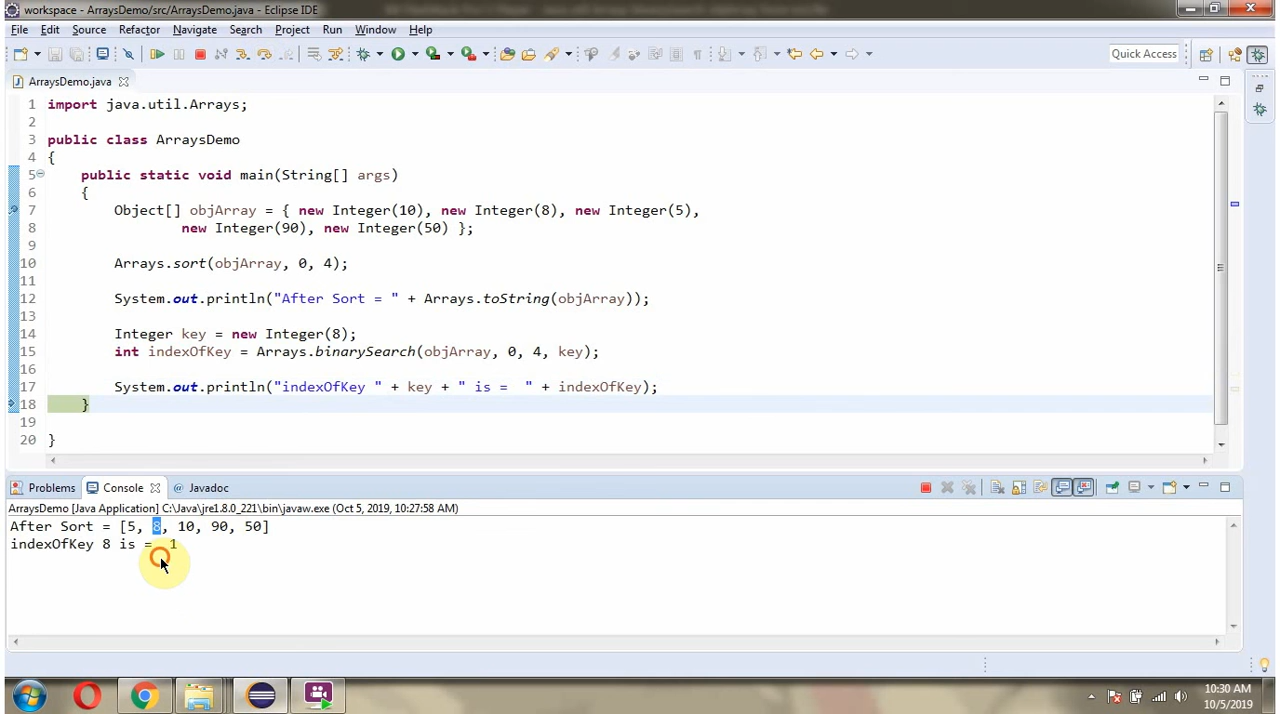 workspace - ArraysDemo/src/ArraysDemo.java - Eclipse IDE
File Edit Source Refactor Navigate Search Project Run Window Help
Quick Access
ArraysDemo.java
1 import java.util.Arrays;
2
3 public class ArraysDemo
4 {
5 public static void main(String[] args)
6 {
7 Object[] objArray = { new Integer(10), new Integer(8), new Integer(5),
8 new Integer(90), new Integer(50) };
9
10 Arrays.sort(objArray, 0, 4);
11
12 System.out.println("After Sort = " + Arrays.toString(objArray));
13
14 Integer key = new Integer(8);
15 int indexOfKey = Arrays.binarySearch(objArray, 0, 4, key);
16
17 System.out.println("indexOfKey " + key + " is =  " + indexOfKey);
18 }
19
20 }
Problems Console @ Javadoc
ArraysDemo [Java Application] C:\Java\jre1.8.0_221\bin\javaw.exe (Oct 5, 2019, 10:27:58 AM)
After Sort = [5, 8, 10, 90, 50]
indexOfKey 8 is =  1
10:30 AM
10/5/2019